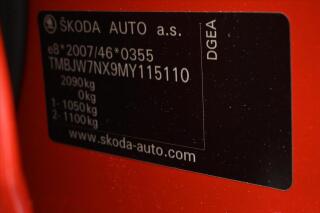 ŠKODA AUTO a.s.
e8*2007/46*0355
TMBJW7NX9MY115110
2090kg
0kg
1- 1050kg
2- 1100kg
www.skoda-auto.com
DGEA